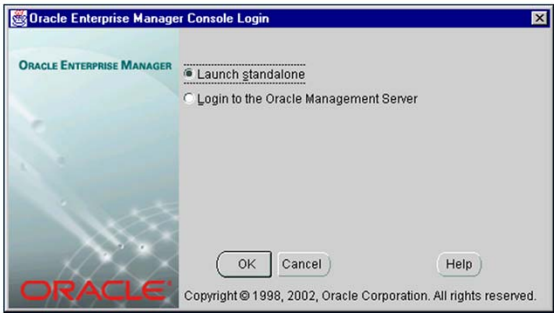 Oracle Enterprise Manager Console Login
ORACLE ENTERPRISE MANAGER
Launch standalone
Login to the Oracle Management Server
OK Cancel Help
ORACLE®
Copyright © 1998, 2002, Oracle Corporation. All rights reserved.